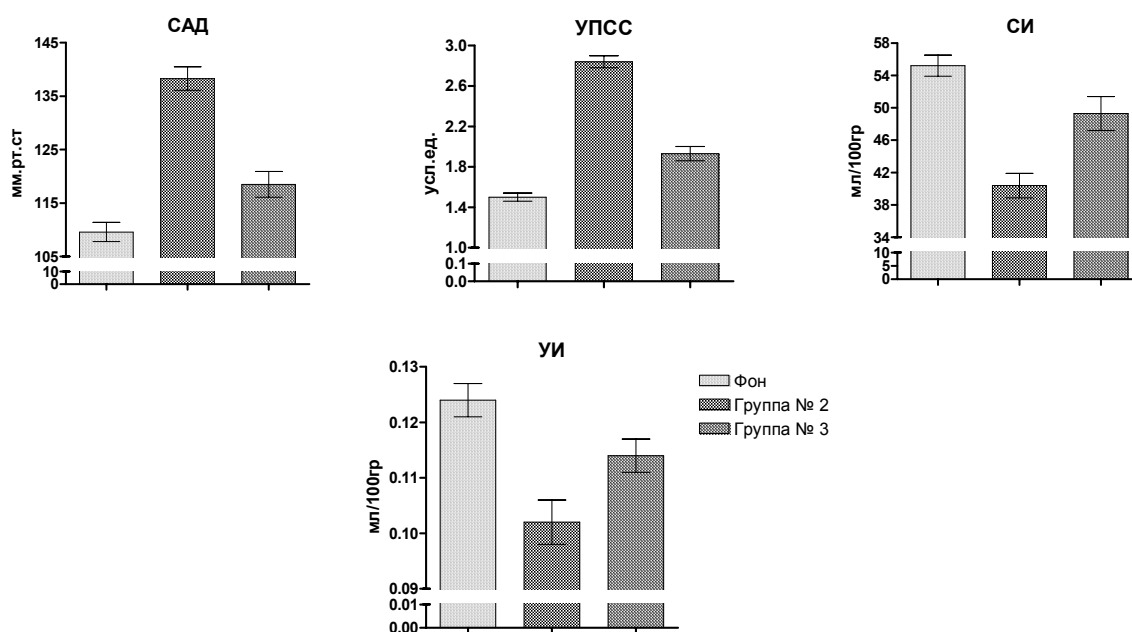 САД
145
135
125
115
105
10
0
мм.рт.ст
УПСС
3.0
2.6
2.2
1.8
1.4
1.0
0.1
0.0
усл.ед.
СИ
58
54
50
46
42
38
34
10
5
0
мл/100гр
УИ
0.13
0.12
0.11
0.10
0.09
0.01
0.00
мл/100гр
Фон
Группа № 2
Группа № 3